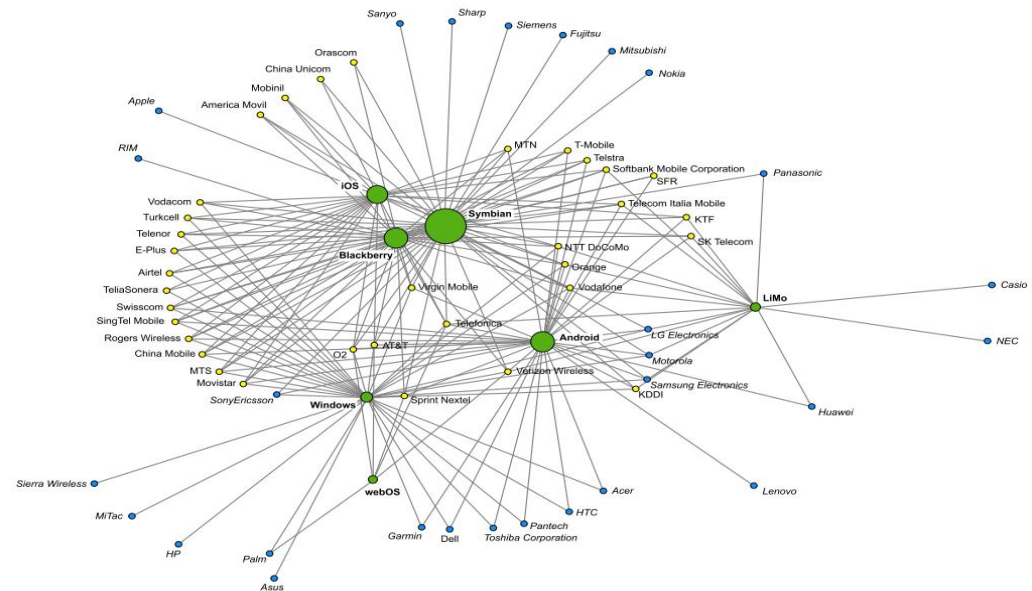 Sanyo
Sharp
Siemens
Fujitsu
Mitsubishi
Nokia
Orascom
China Unicom
Mobinil
America Movil
Apple
RIM
MTN
T-Mobile
Telstra
Softbank Mobile Corporation
SFR
Panasonic
iOS
Vodacom
Turkcell
Telenor
E-Plus
Airtel
TeliaSonera
Swisscom
SingTel Mobile
Rogers Wireless
China Mobile
MTS
Movistar
SonyEricsson
Symbian
Blackberry
Telecom Italia Mobile
KTF
SK Telecom
NTT DoCoMo
Orange
Vodafone
Virgin Mobile
Telefonica
LiMo
Casio
NEC
Android
LG Electronics
Motorola
Samsung Electronics
KDDI
Huawei
O2
AT&T
Verizon Wireless
Windows
Sprint Nextel
webOS
Sierra Wireless
MiTac
HP
Palm
Asus
Garmin
Dell
Toshiba Corporation
Pantech
HTC
Acer
Lenovo